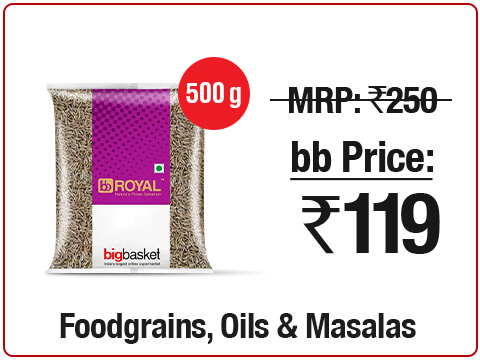 500 g
MRP: ₹250
bb Price:
₹119
bb ROYAL
Nature's Finest Selection
bigbasket
India's largest online supermarket
Foodgrains, Oils & Masalas